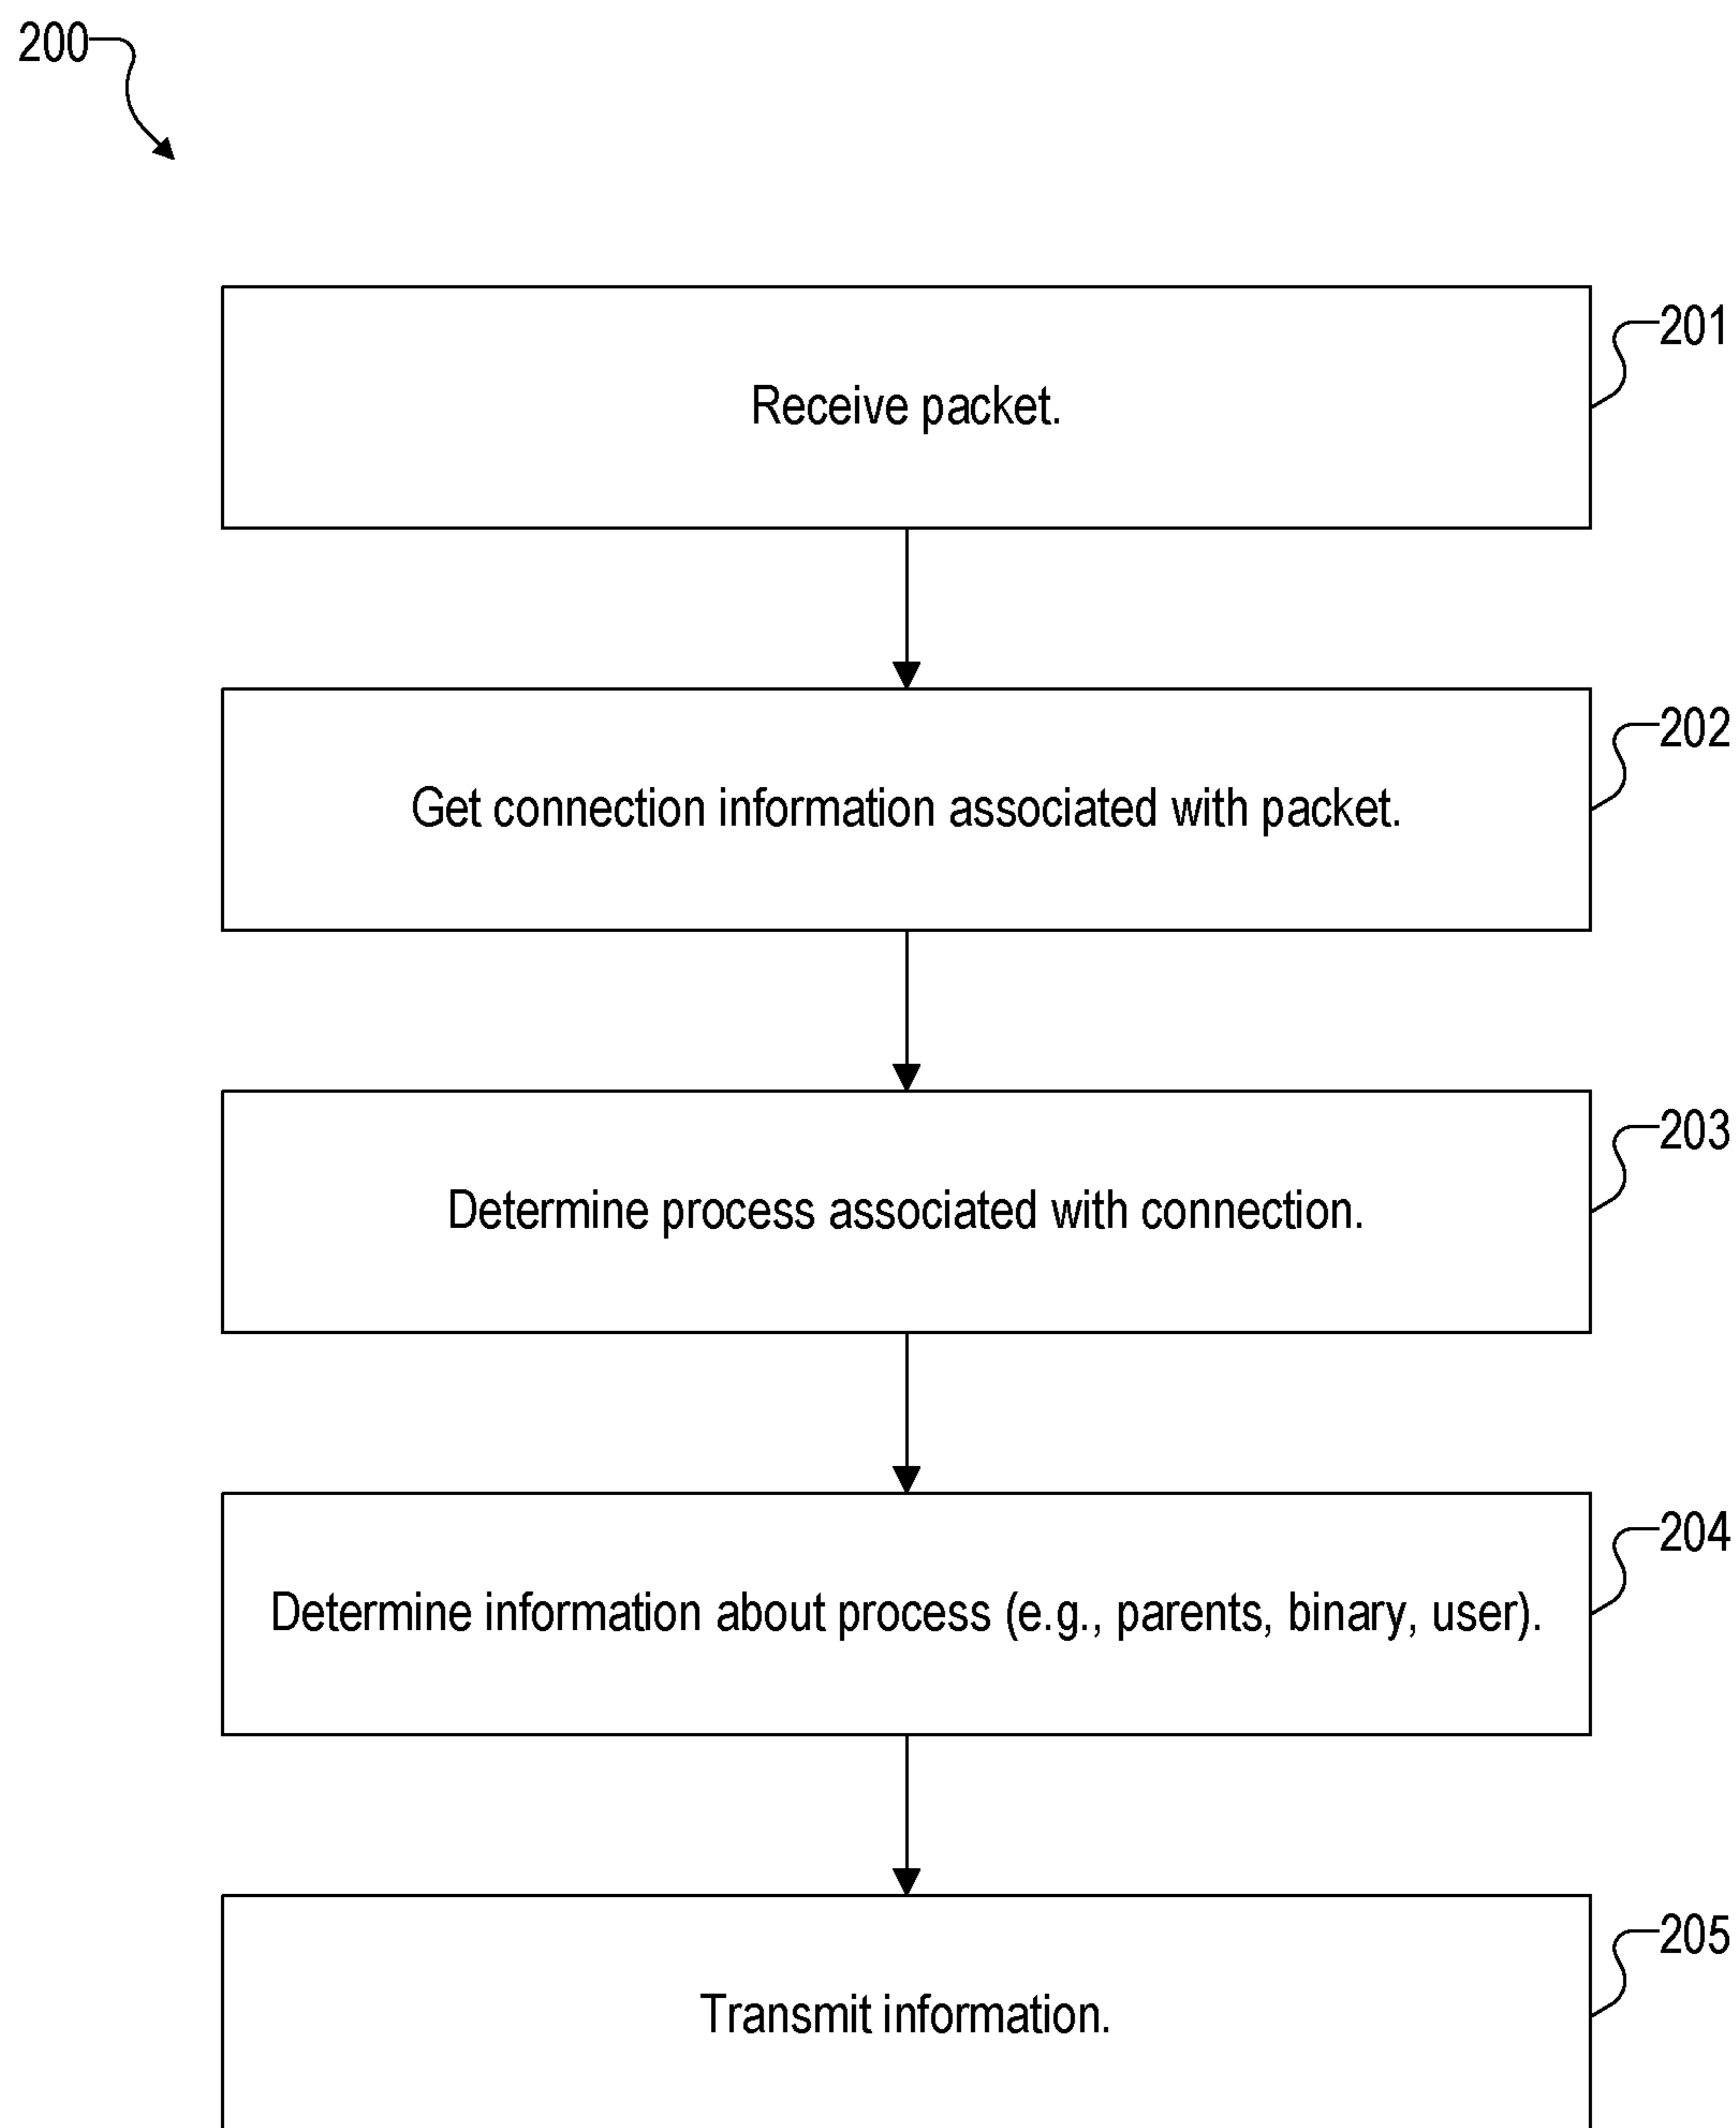 200
Receive packet.
201
Get connection information associated with packet.
202
Determine process associated with connection.
203
Determine information about process (e.g., parents, binary, user).
204
Transmit information.
205